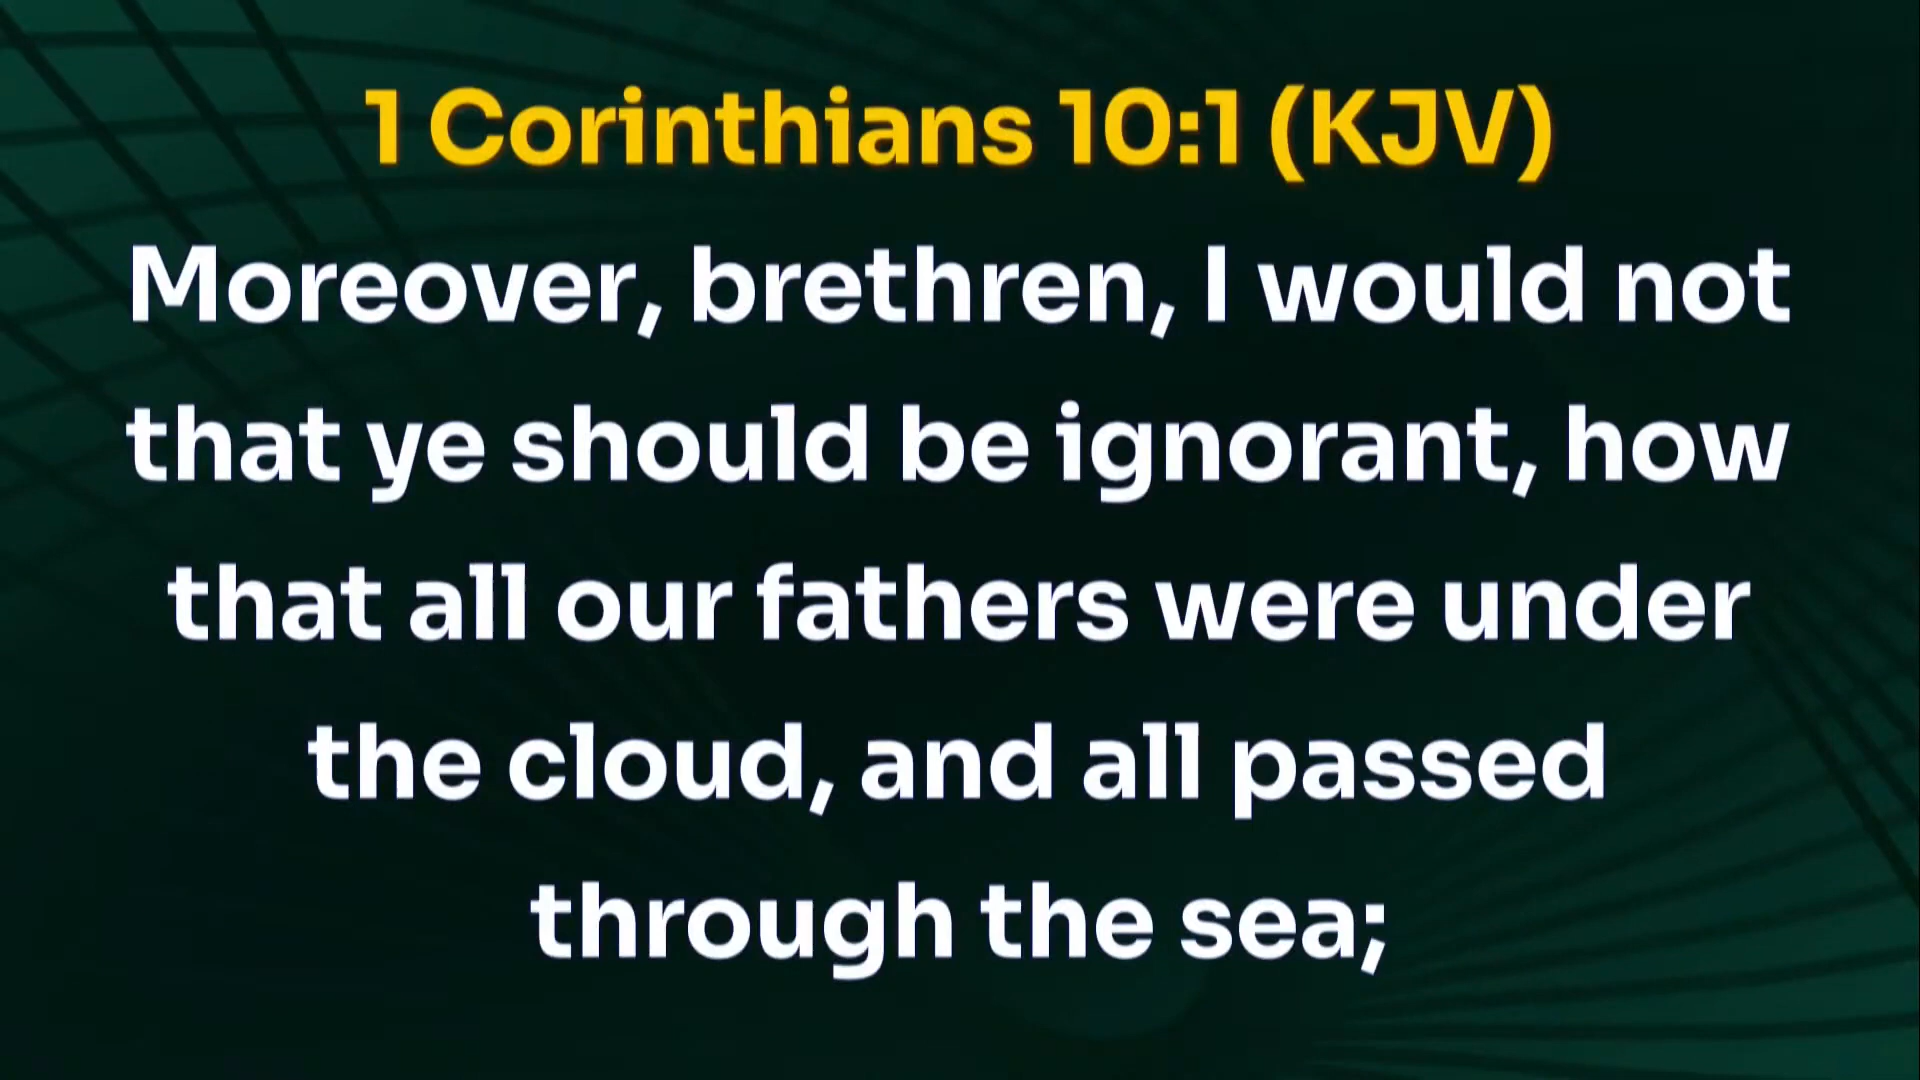 1 Corinthians 10:1 (KJV)
Moreover, brethren, I would not
that ye should be ignorant, how
that all our fathers were under
the cloud, and all passed
through the sea;